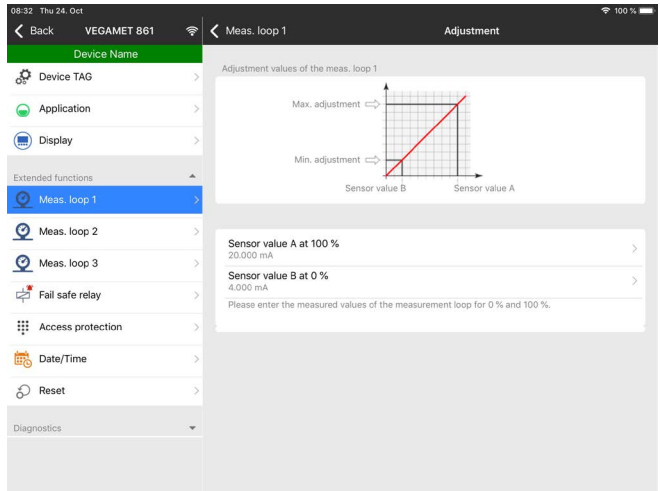 08:32 Thu 24. Oct
100 %
Back
VEGAMET 861
Device Name
Device TAG
Application
Display
Extended functions
Meas. loop 1
Meas. loop 2
Meas. loop 3
Fail safe relay
Access protection
Date/Time
Reset
Diagnostics
Meas. loop 1
Adjustment
Adjustment values of the meas. loop 1
Max. adjustment
Min. adjustment
Sensor value B
Sensor value A
Sensor value A at 100 %
20.000 mA
Sensor value B at 0 %
4.000 mA
Please enter the measured values of the measurement loop for 0 % and 100 %.